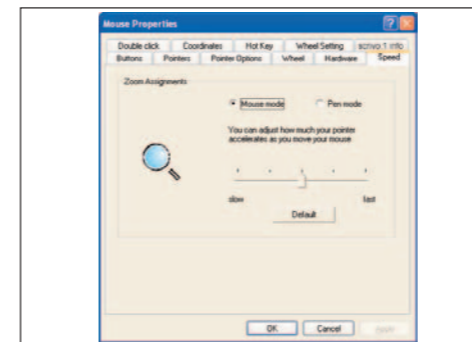 Mouse Properties
Double click Coordinates Hot Key Wheel Setting scrivo.1 info
Buttons Pointers Pointer Options Wheel Hardware Speed
Zoom Assignments
Mouse mode Pen mode
You can adjust how much your pointer
accelerates as you move your mouse
slow fast
Default
OK Cancel Apply